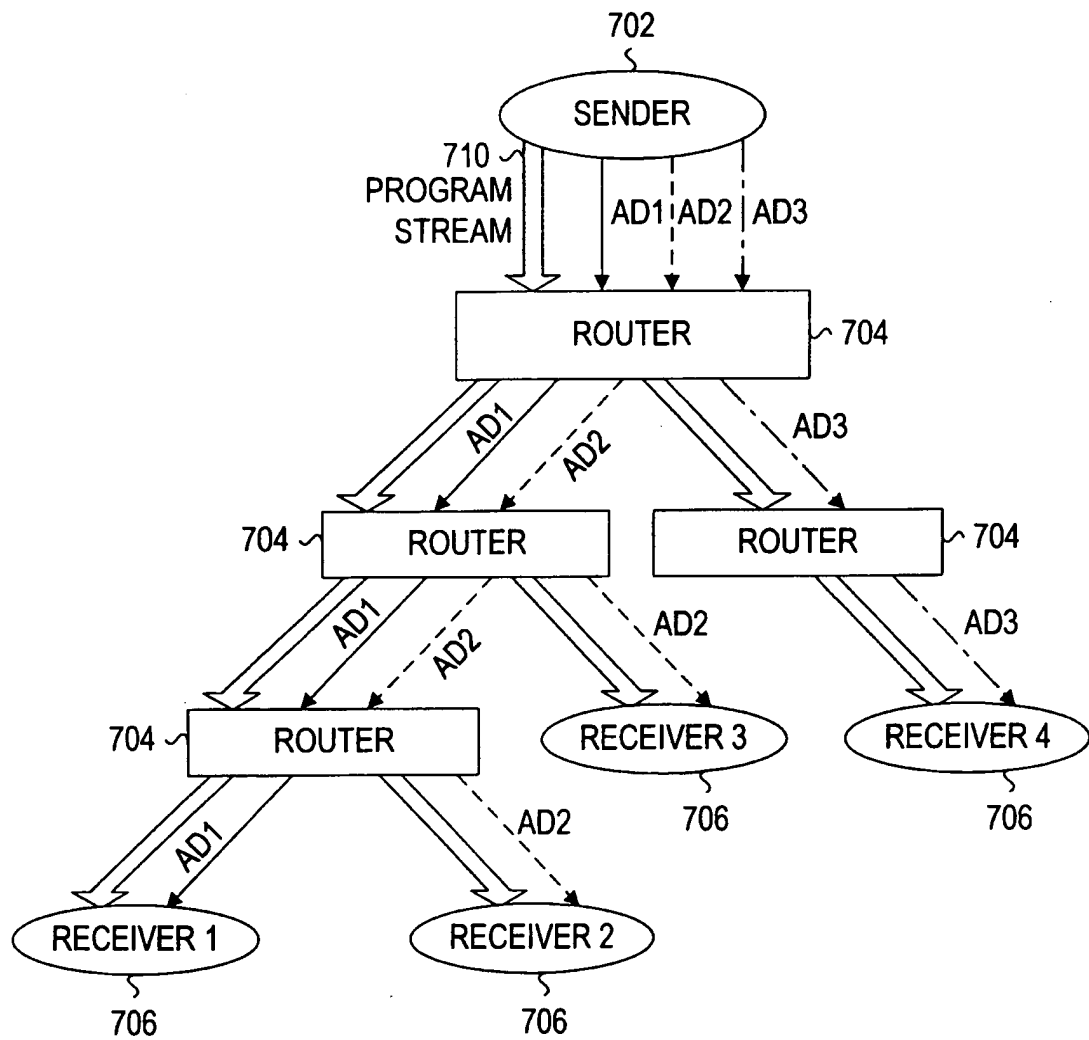 702
SENDER
710
PROGRAM
STREAM
AD1
AD2
AD3
ROUTER
704
AD1
AD2
AD3
704
ROUTER
ROUTER
704
AD1
AD2
AD2
AD3
704
ROUTER
RECEIVER 3
RECEIVER 4
706
706
AD1
AD2
RECEIVER 1
RECEIVER 2
706
706